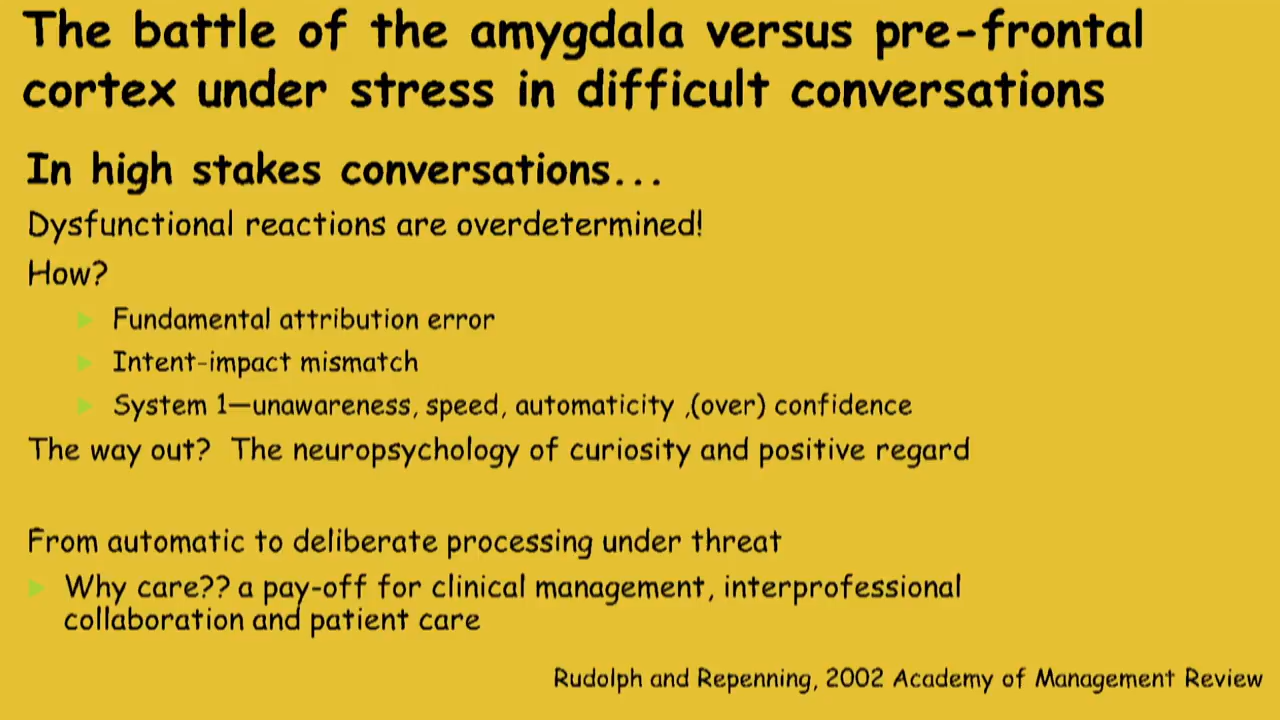 The battle of the amygdala versus pre-frontal
cortex under stress in difficult conversations
In high stakes conversations...
Dysfunctional reactions are overdetermined!
How?
Fundamental attribution error
Intent-impact mismatch
System 1—unawareness, speed, automaticity ,(over) confidence
The way out?  The neuropsychology of curiosity and positive regard
From automatic to deliberate processing under threat
Why care?? a pay-off for clinical management, interprofessional
collaboration and patient care
Rudolph and Repenning, 2002 Academy of Management Review